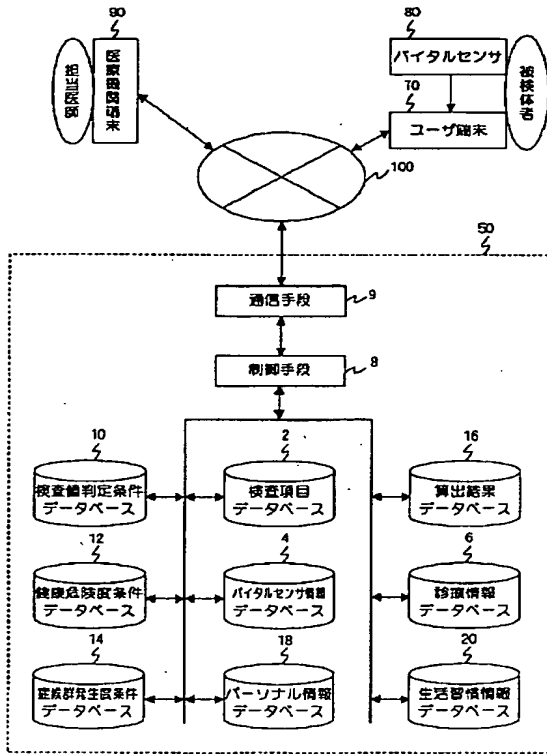 90
担当医師
医療機関端末
80
バイタルセンサ
70
ユーザ端末
被検体者
100
50
通信手段
9
制御手段
8
10
検査値判定条件
データベース
2
検査項目
データベース
16
算出結果
データベース
12
健康危険度条件
データベース
4
バイタルセンサ情報
データベース
6
診療情報
データベース
14
症候群発生度条件
データベース
18
パーソナル情報
データベース
20
生活習慣情報
データベース